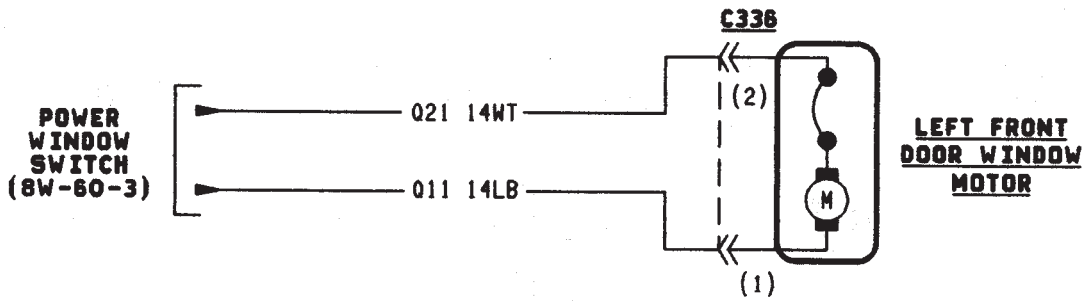 C336
POWER
WINDOW
SWITCH
(8W-60-3)
Q21 14WT
Q11 14LB
(2)
(1)
M
LEFT FRONT
DOOR WINDOW
MOTOR